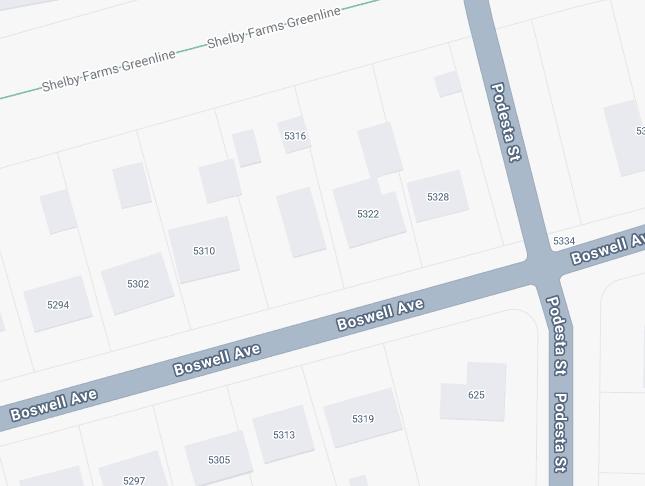 Shelby Farms Greenline
Shelby Farms Greenline
Podesta St
5316
5328
5322
5334
5310
Boswell Av
5302
5294
Boswell Ave
Podesta St
Boswell Ave
Boswell Ave
625
5319
5313
Podesta St
5305
5297